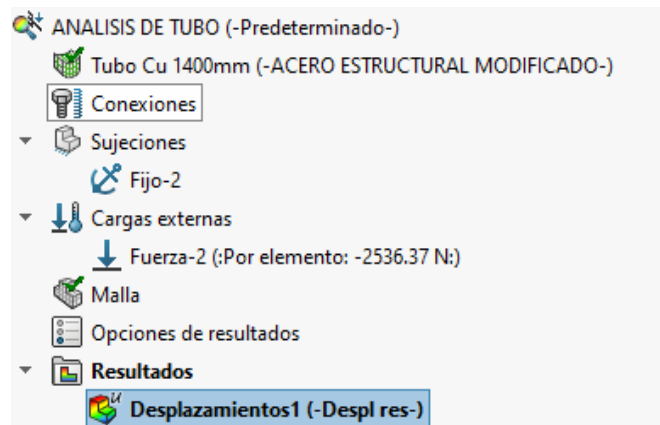 ANALISIS DE TUBO (-Predeterminado-)
Tubo Cu 1400mm (-ACERO ESTRUCTURAL MODIFICADO-)
Conexiones
Sujeciones
Fijo-2
Cargas externas
Fuerza-2 (:Por elemento: -2536.37 N:)
Malla
Opciones de resultados
Resultados
Desplazamientos1 (-Despl res-)